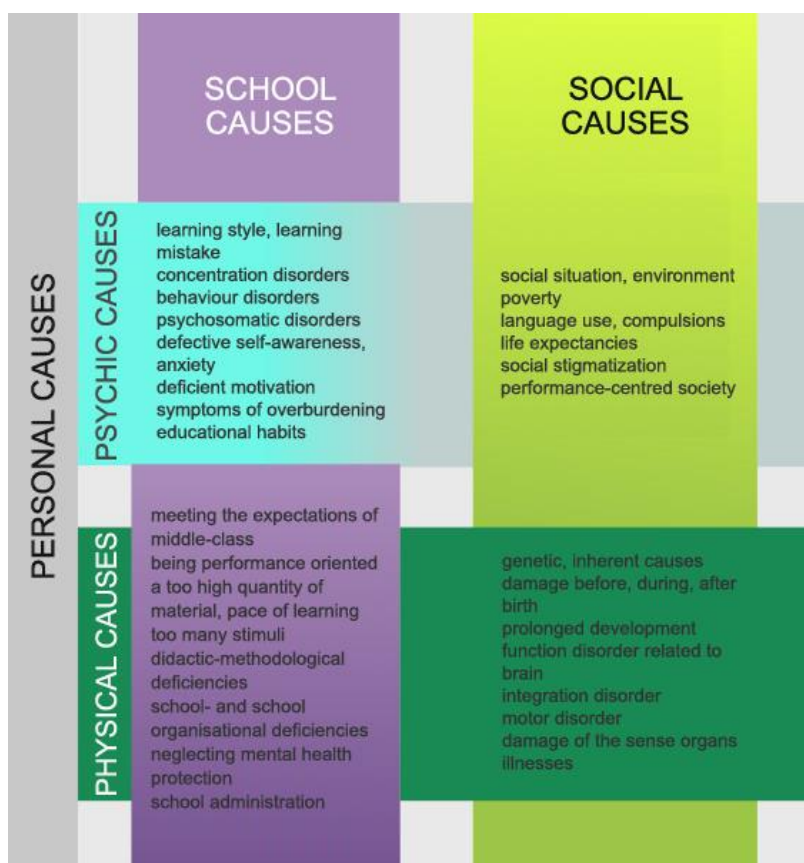 SCHOOL
CAUSES
SOCIAL
CAUSES
PERSONAL CAUSES
PSYCHIC CAUSES
learning style, learning
mistake
concentration disorders
behaviour disorders
psychosomatic disorders
defective self-awareness,
anxiety
deficient motivation
symptoms of overburdening
educational habits
social situation, environment
poverty
language use, compulsions
life expectancies
social stigmatization
performance-centred society
PHYSICAL CAUSES
meeting the expectations of
middle-class
being performance oriented
a too high quantity of
material, pace of learning
too many stimuli
didactic-methodological
deficiencies
school- and school
organisational deficiencies
neglecting mental health
protection
school administration
genetic, inherent causes
damage before, during, after
birth
prolonged development
function disorder related to
brain
integration disorder
motor disorder
damage of the sense organs
illnesses